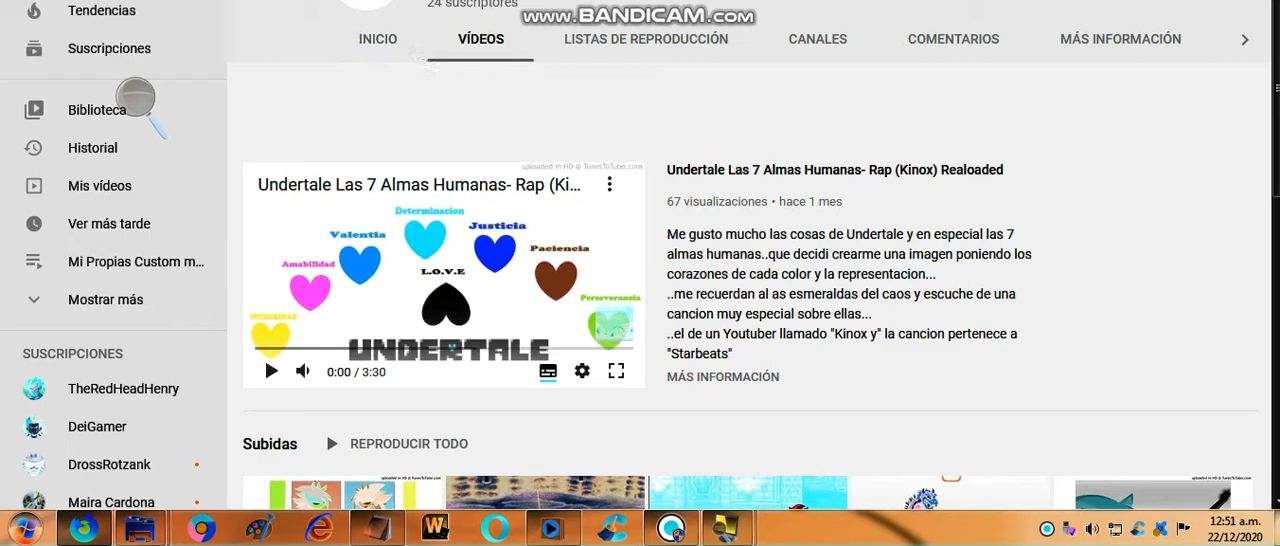 Tendencias
24 suscriptores
www.BANDICAM.com
Suscripciones
INICIO
VÍDEOS
LISTAS DE REPRODUCCIÓN
CANALES
COMENTARIOS
MÁS INFORMACIÓN
Biblioteca
Historial
Mis vídeos
Ver más tarde
Mi Propias Custom m...
Mostrar más
SUSCRIPCIONES
TheRedHeadHenry
DeiGamer
DrossRotzank
Maira Cardona
uploaded in HD @ TunesToTube.com
Undertale Las 7 Almas Humanas- Rap (Ki...
Determinacion
Valentia
Justicia
Paciencia
Amabilidad
L.O.V.E
Perseverancia
INTEGRIDAD
UNDERTALE
0:00 / 3:30
Undertale Las 7 Almas Humanas- Rap (Kinox) Realoaded
67 visualizaciones • hace 1 mes
Me gusto mucho las cosas de Undertale y en especial las 7
almas humanas..que decidi crearme una imagen poniendo los
corazones de cada color y la representacion...
..me recuerdan al as esmeraldas del caos y escuche de una
cancion muy especial sobre ellas...
..el de un Youtuber llamado "Kinox y" la cancion pertenece a
"Starbeats"
MÁS INFORMACIÓN
Subidas
REPRODUCIR TODO
12:51 a.m.
22/12/2020